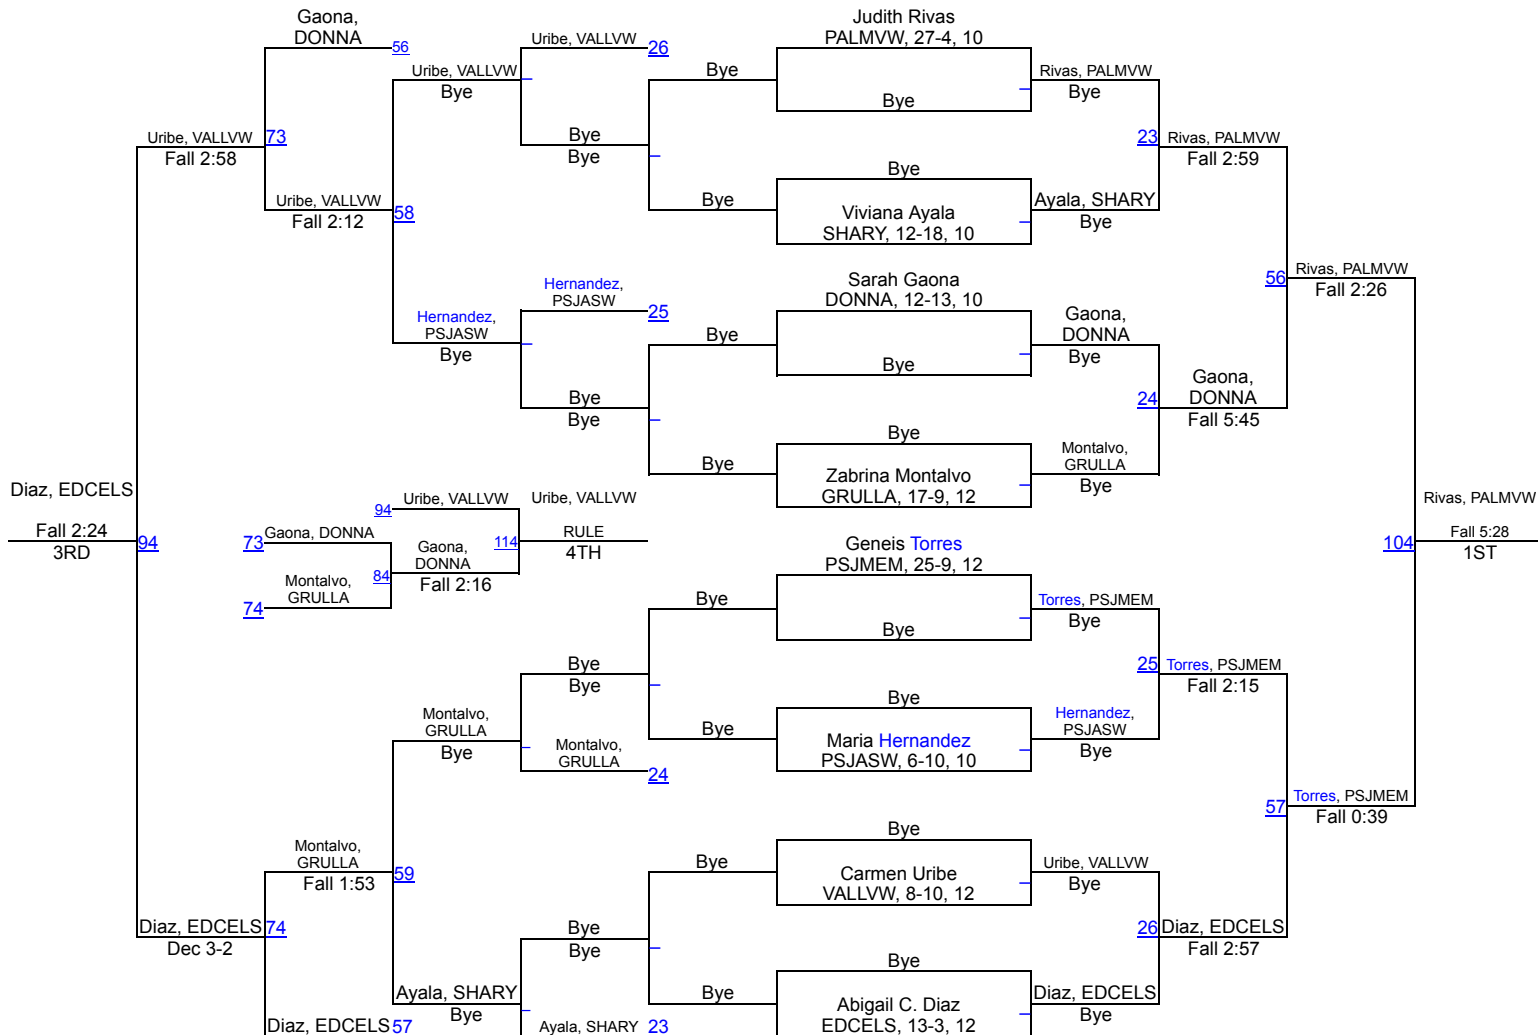 Gaona,
DONNA
56
Uribe, VALLVW
26
Judith Rivas
PALMVW, 27-4, 10
Uribe, VALLVW
Bye
Bye
Rivas, PALMVW
Bye
Bye
Uribe, VALLVW
73
Fall 2:58
Bye
Bye
23
Rivas, PALMVW
Fall 2:59
Bye
Uribe, VALLVW
Fall 2:12
58
Bye
Viviana Ayala
SHARY, 12-18, 10
Ayala, SHARY
Bye
Hernandez,
PSJASW
25
Sarah Gaona
DONNA, 12-13, 10
56
Rivas, PALMVW
Fall 2:26
Hernandez,
PSJASW
Bye
Bye
Gaona,
DONNA
Bye
Bye
Bye
Bye
24
Gaona,
DONNA
Fall 5:45
Bye
Bye
Zabrina Montalvo
GRULLA, 17-9, 12
Montalvo,
GRULLA
Bye
Diaz, EDCELS
Fall 2:24
3RD
94
94
Uribe, VALLVW
Uribe, VALLVW
73
Gaona, DONNA
Gaona,
DONNA
Fall 2:16
114
RULE
4TH
84
Montalvo,
GRULLA
74
Geneis Torres
PSJMEM, 25-9, 12
104
Rivas, PALMVW
Fall 5:28
1ST
Bye
Bye
Torres, PSJMEM
Bye
Bye
Bye
25
Torres, PSJMEM
Fall 2:15
Bye
Montalvo,
GRULLA
Bye
Montalvo,
GRULLA
24
Bye
Maria Hernandez
PSJASW, 6-10, 10
Hernandez,
PSJASW
Bye
57
Torres, PSJMEM
Fall 0:39
Bye
Montalvo,
GRULLA
Fall 1:53
59
Bye
Carmen Uribe
VALLVW, 8-10, 12
Uribe, VALLVW
Bye
Diaz, EDCELS
74
Dec 3-2
Bye
Bye
26
Diaz, EDCELS
Fall 2:57
Bye
Ayala, SHARY
Bye
Bye
Abigail C. Diaz
EDCELS, 13-3, 12
Diaz, EDCELS
Bye
Diaz, EDCELS
57
Ayala, SHARY
23